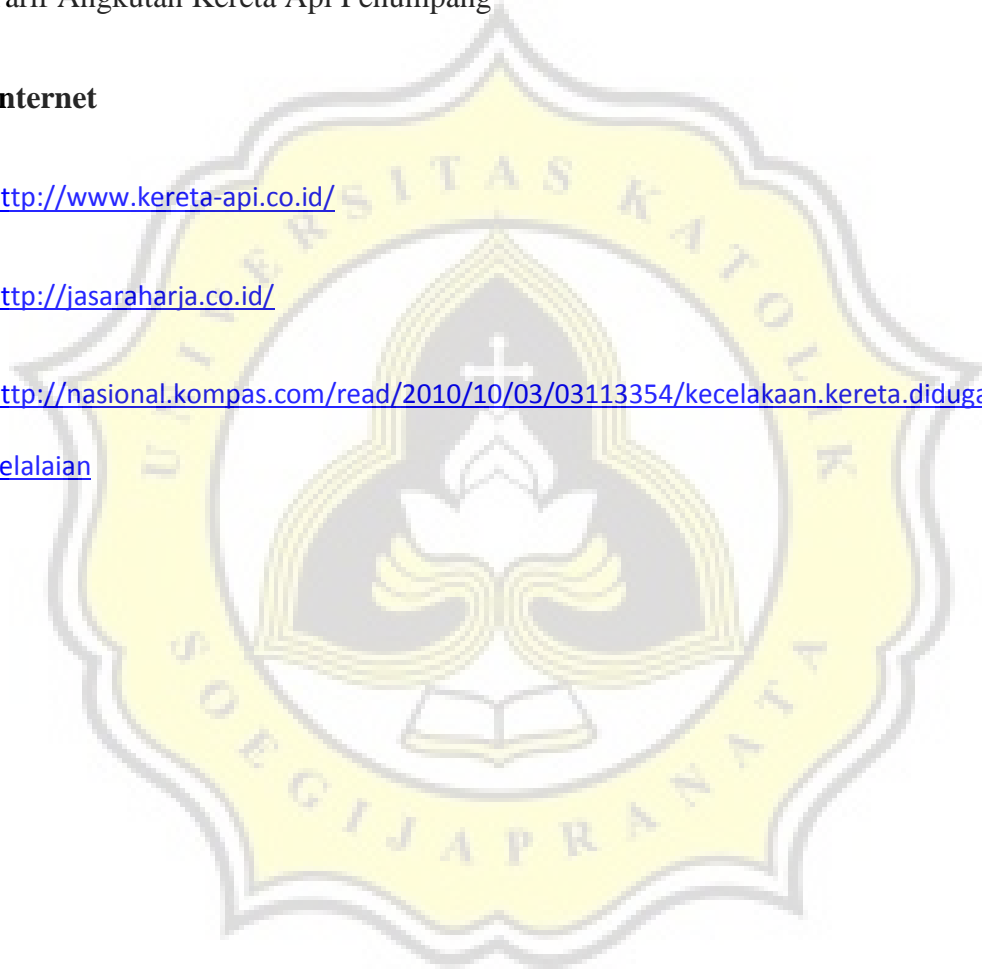 arif Angkutan Kereta Api Penumpang
nternet
ttp://www.kereta-api.co.id/
ttp://jasaraharja.co.id/
ttp://nasional.kompas.com/read/2010/10/03/03113354/kecelakaan.kereta.diduga
elalaian
UNIVERSITAS KATOLIK
SOEGIJAPRANATA